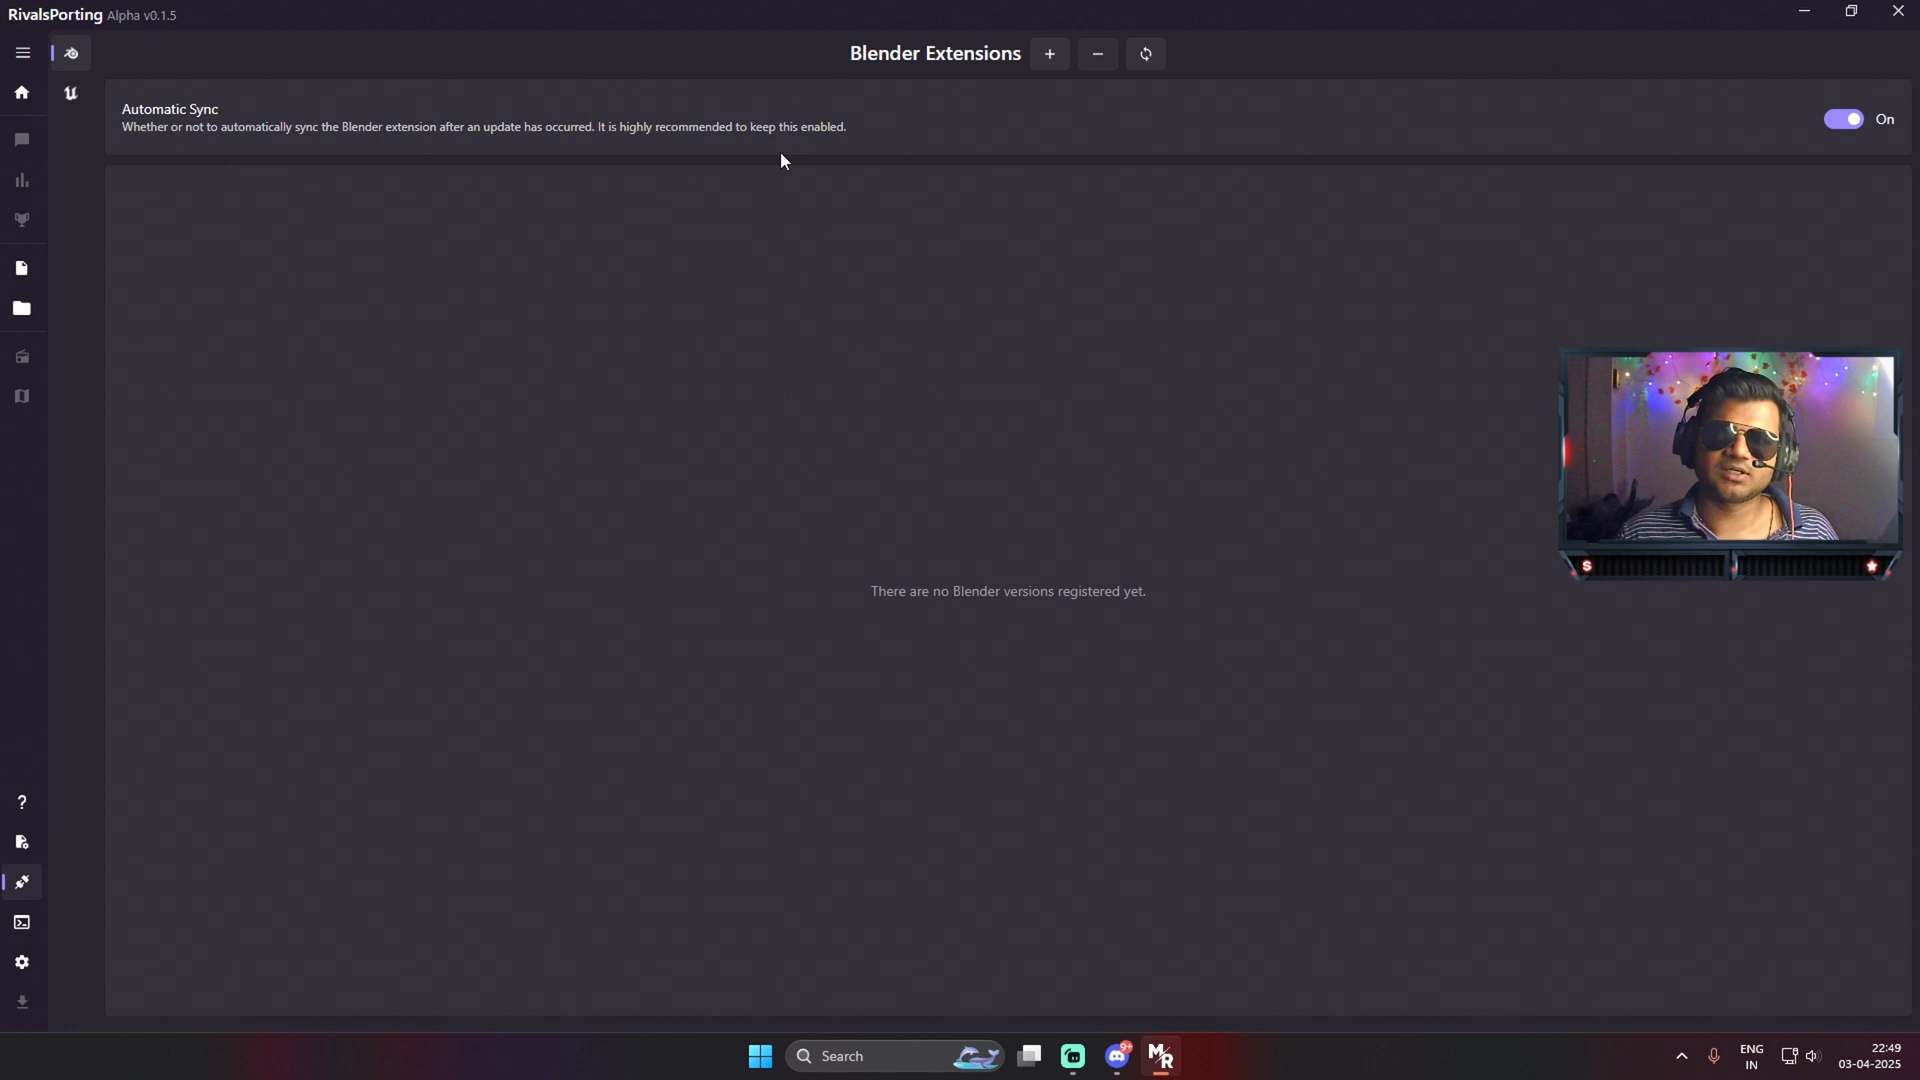 RivalsPorting Alpha v0.1.5
Blender Extensions
Automatic Sync
Whether or not to automatically sync the Blender extension after an update has occurred. It is highly recommended to keep this enabled.
On
There are no Blender versions registered yet.
S
Search
9+
M/R
ENG
IN
22:49
03-04-2025